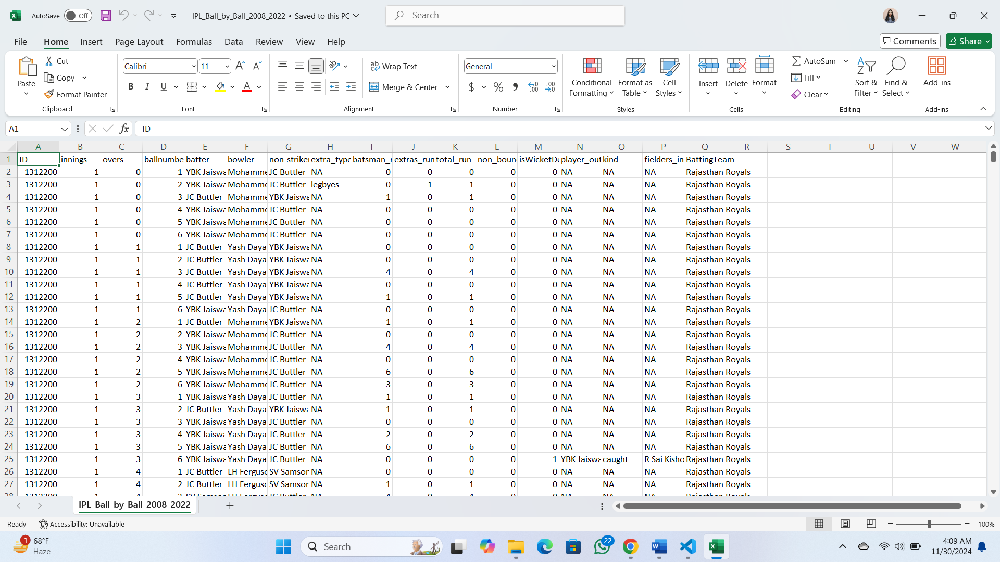 AutoSave Off IPL_Ball_by_Ball_2008_2022 • Saved to this PC Search
File Home Insert Page Layout Formulas Data Review View Help Comments Share
Paste Cut Copy Format Painter Clipboard
Calibri 11 B I U A Font
Wrap Text Merge & Center Alignment
General $ % Number
Conditional Formatting Format as Table Cell Styles Styles
Insert Delete Format Cells
AutoSum Fill Clear Sort & Filter Find & Select Editing
Add-ins Add-ins
A1 fx ID
A B C D E F G H I J K L M N O P Q R S T U V W
1 ID innings overs ballnumbe batter bowler non-strike extra_type batsman_r extras_run total_run non_boun isWicketDe player_out kind fielders_in BattingTeam
2 1312200 1 0 1 YBK Jaiswa Mohamme JC Buttler NA 0 0 0 0 0 NA NA NA Rajasthan Royals
3 1312200 1 0 2 YBK Jaiswa Mohamme JC Buttler legbyes 0 1 1 0 0 NA NA NA Rajasthan Royals
4 1312200 1 0 3 JC Buttler Mohamme YBK Jaiswa NA 1 0 1 0 0 NA NA NA Rajasthan Royals
5 1312200 1 0 4 YBK Jaiswa Mohamme JC Buttler NA 0 0 0 0 0 NA NA NA Rajasthan Royals
6 1312200 1 0 5 YBK Jaiswa Mohamme JC Buttler NA 0 0 0 0 0 NA NA NA Rajasthan Royals
7 1312200 1 0 6 YBK Jaiswa Mohamme JC Buttler NA 0 0 0 0 0 NA NA NA Rajasthan Royals
8 1312200 1 1 1 JC Buttler Yash Daya YBK Jaiswa NA 0 0 0 0 0 NA NA NA Rajasthan Royals
9 1312200 1 1 2 JC Buttler Yash Daya YBK Jaiswa NA 0 0 0 0 0 NA NA NA Rajasthan Royals
10 1312200 1 1 3 JC Buttler Yash Daya YBK Jaiswa NA 4 0 4 0 0 NA NA NA Rajasthan Royals
11 1312200 1 1 4 JC Buttler Yash Daya YBK Jaiswa NA 0 0 0 0 0 NA NA NA Rajasthan Royals
12 1312200 1 1 5 JC Buttler Yash Daya YBK Jaiswa NA 1 0 1 0 0 NA NA NA Rajasthan Royals
13 1312200 1 1 6 YBK Jaiswa Yash Daya JC Buttler NA 0 0 0 0 0 NA NA NA Rajasthan Royals
14 1312200 1 2 1 JC Buttler Mohamme YBK Jaiswa NA 1 0 1 0 0 NA NA NA Rajasthan Royals
15 1312200 1 2 2 YBK Jaiswa Mohamme JC Buttler NA 0 0 0 0 0 NA NA NA Rajasthan Royals
16 1312200 1 2 3 YBK Jaiswa Mohamme JC Buttler NA 4 0 4 0 0 NA NA NA Rajasthan Royals
17 1312200 1 2 4 YBK Jaiswa Mohamme JC Buttler NA 0 0 0 0 0 NA NA NA Rajasthan Royals
18 1312200 1 2 5 YBK Jaiswa Mohamme JC Buttler NA 6 0 6 0 0 NA NA NA Rajasthan Royals
19 1312200 1 2 6 YBK Jaiswa Mohamme JC Buttler NA 3 0 3 0 0 NA NA NA Rajasthan Royals
20 1312200 1 3 1 YBK Jaiswa Yash Daya JC Buttler NA 1 0 1 0 0 NA NA NA Rajasthan Royals
21 1312200 1 3 2 JC Buttler Yash Daya YBK Jaiswa NA 1 0 1 0 0 NA NA NA Rajasthan Royals
22 1312200 1 3 3 YBK Jaiswa Yash Daya JC Buttler NA 0 0 0 0 0 NA NA NA Rajasthan Royals
23 1312200 1 3 4 YBK Jaiswa Yash Daya JC Buttler NA 2 0 2 0 0 NA NA NA Rajasthan Royals
24 1312200 1 3 5 YBK Jaiswa Yash Daya JC Buttler NA 6 0 6 0 0 NA NA NA Rajasthan Royals
25 1312200 1 3 6 YBK Jaiswa Yash Daya JC Buttler NA 0 0 0 0 1 YBK Jaiswa caught R Sai Kisho Rajasthan Royals
26 1312200 1 4 1 JC Buttler LH Ferguso SV Samson NA 0 0 0 0 0 NA NA NA Rajasthan Royals
27 1312200 1 4 2 JC Buttler LH Ferguso SV Samson NA 1 0 1 0 0 NA NA NA Rajasthan Royals
IPL_Ball_by_Ball_2008_2022
Ready Accessibility: Unavailable 100%
1 68°F Haze Search 22 4:09 AM
11/30/2024